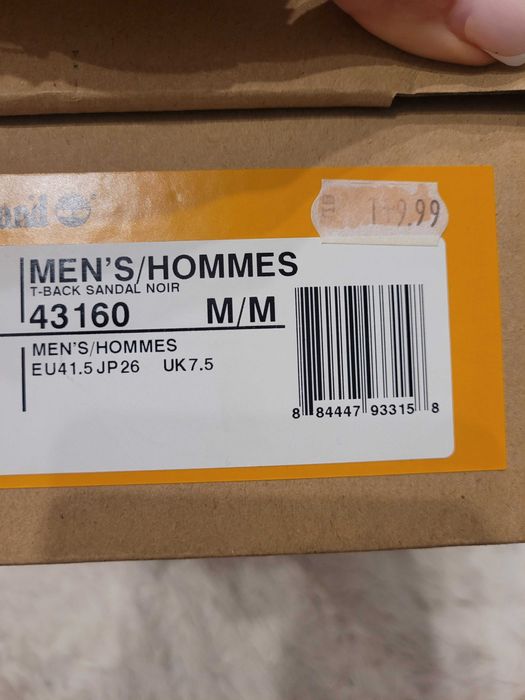 MEN'S/HOMMES
T-BACK SANDAL NOIR
43160 M/M
MEN'S/HOMMES
EU41.5 JP26 UK7.5
8 84447 93315 8